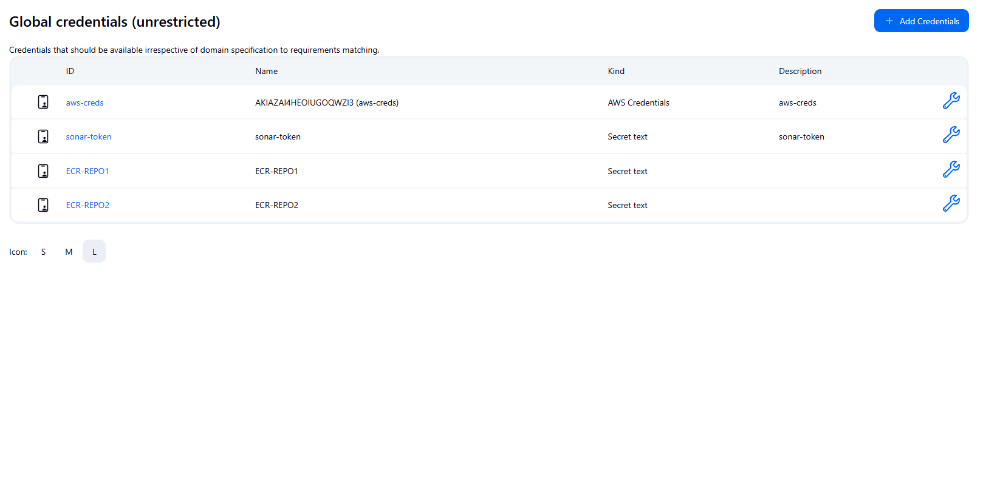 Global credentials (unrestricted)
+ Add Credentials
Credentials that should be available irrespective of domain specification to requirements matching.
ID Name Kind Description
aws-creds AKIAZAI4HEOIUGOQWZI3 (aws-creds) AWS Credentials aws-creds
sonar-token sonar-token Secret text sonar-token
ECR-REPO1 ECR-REPO1 Secret text
ECR-REPO2 ECR-REPO2 Secret text
Icon: S M L